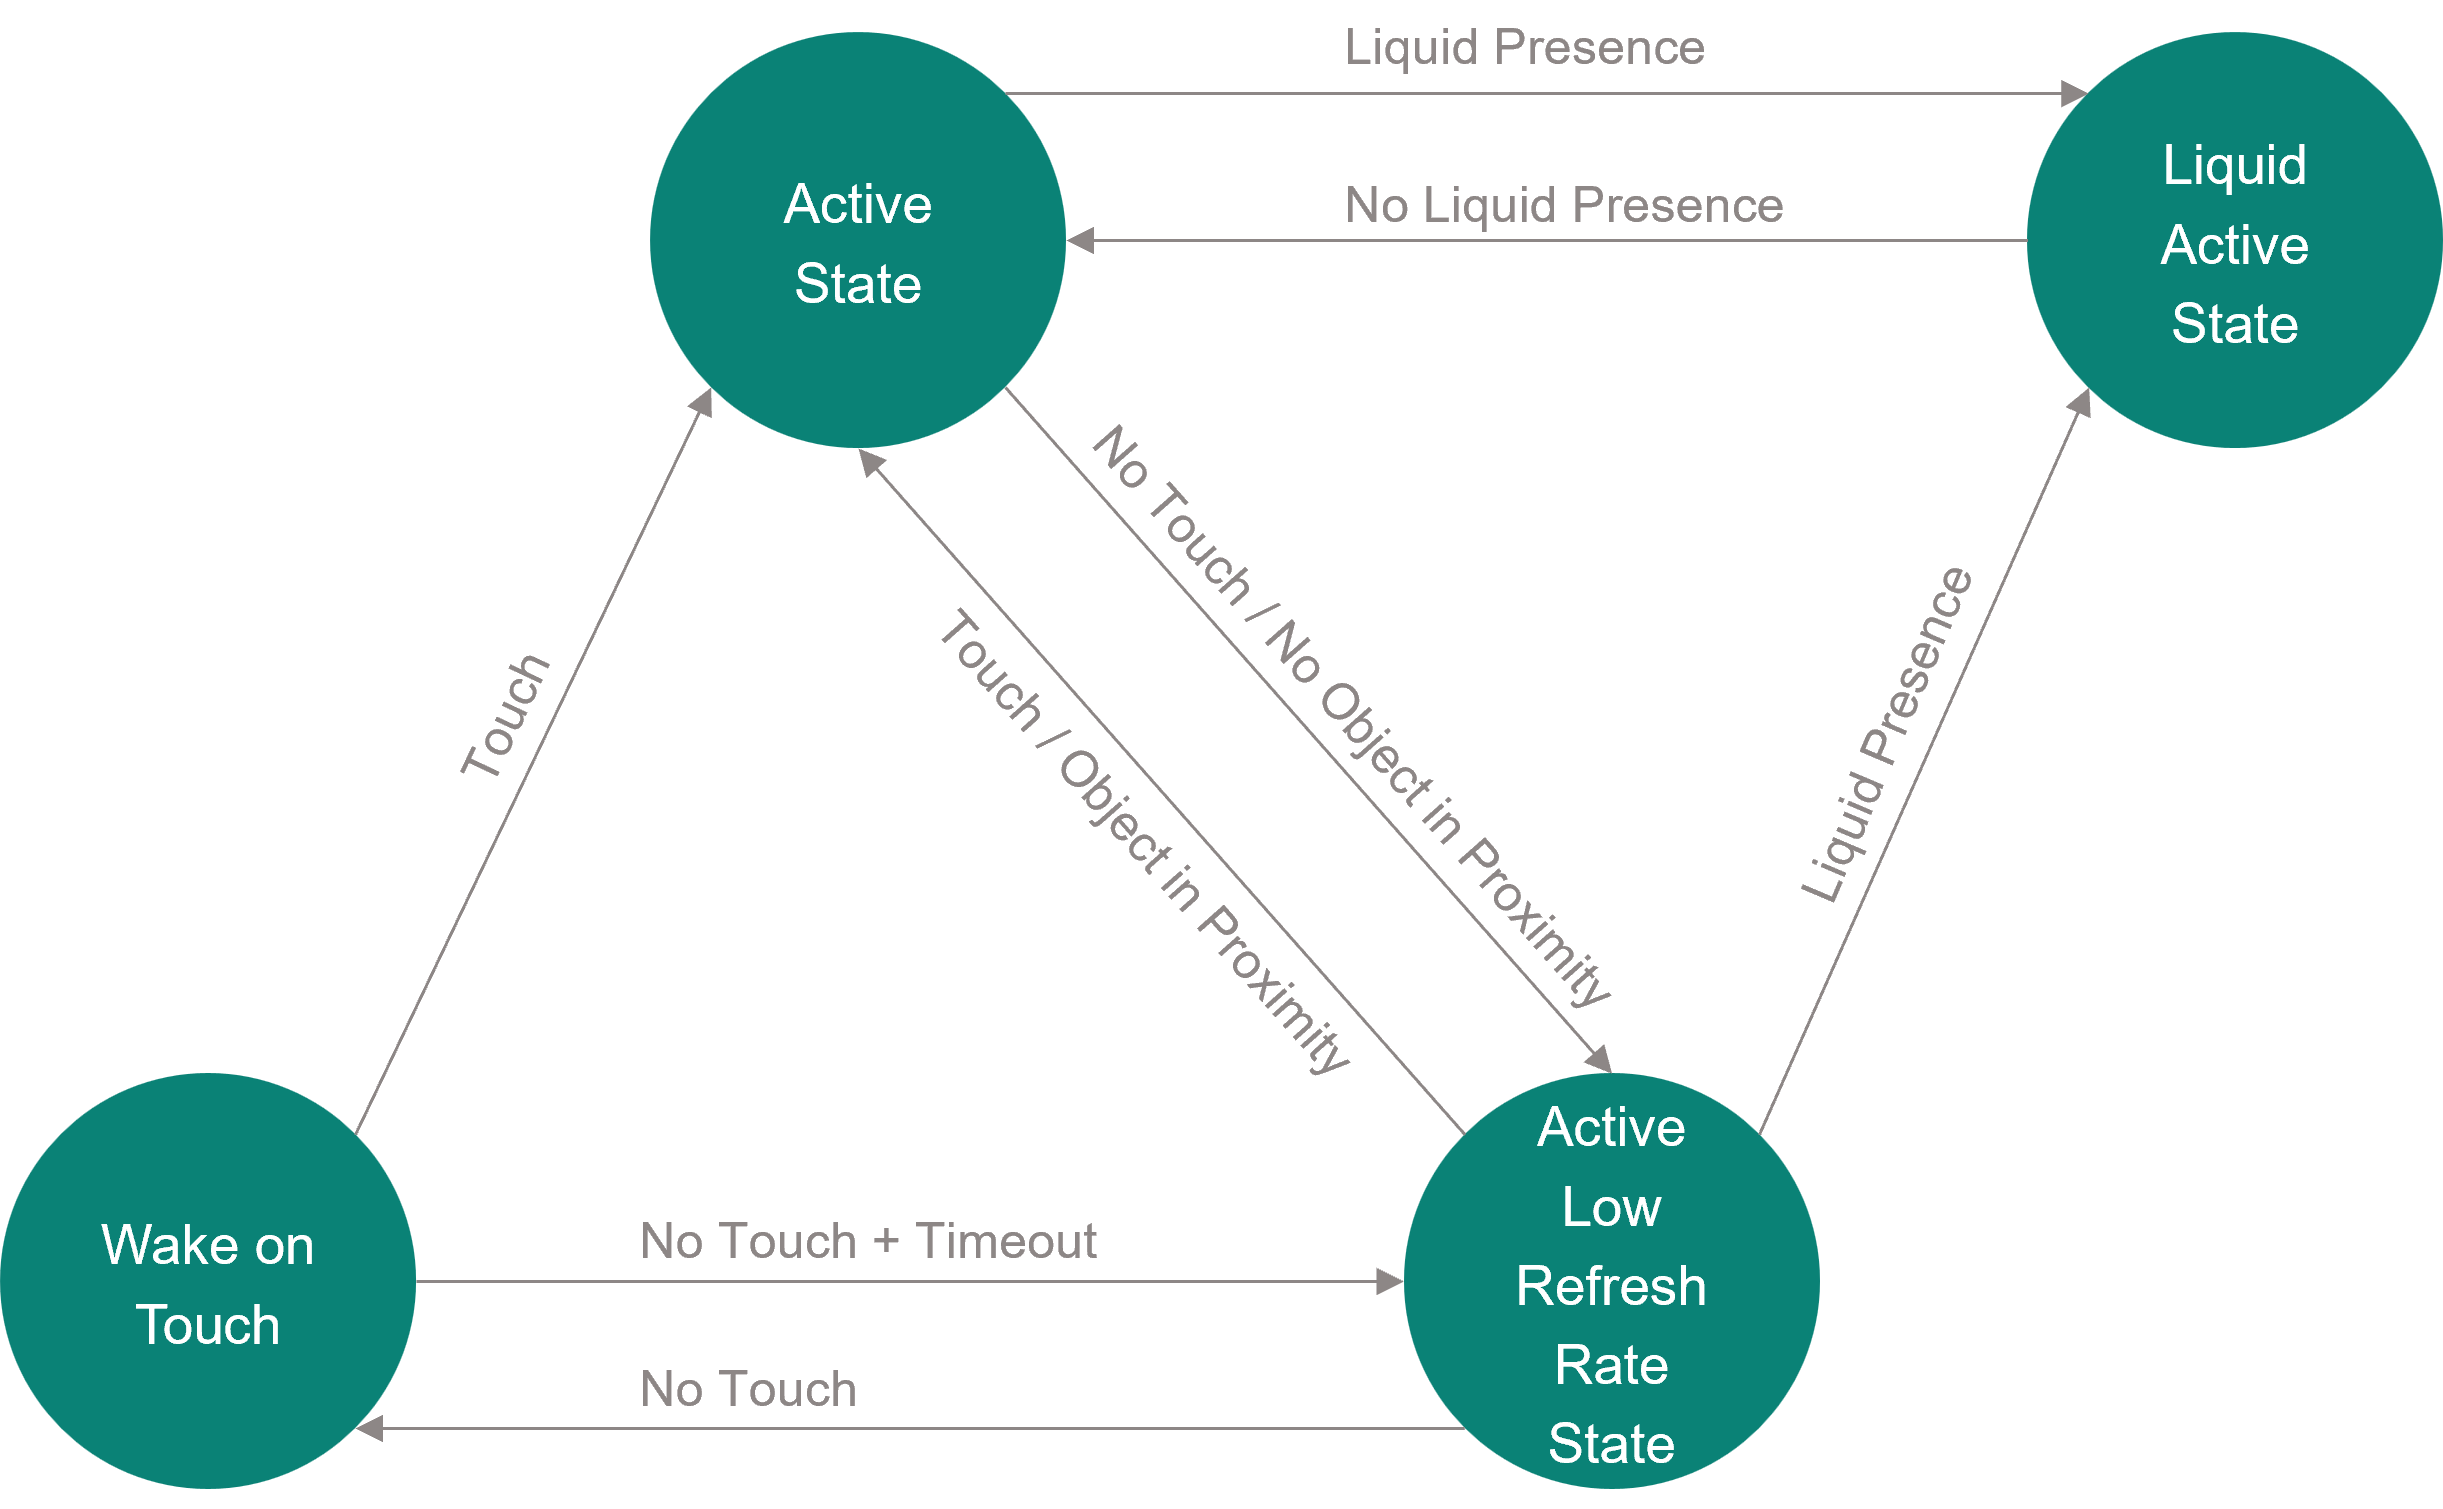 Liquid Presence
No Liquid Presence
Active
State
Liquid
Active
State
No Touch / No Object in Proximity
Touch / Object in Proximity
Touch
Liquid Presence
Wake on
Touch
No Touch + Timeout
No Touch
Active
Low
Refresh
Rate
State